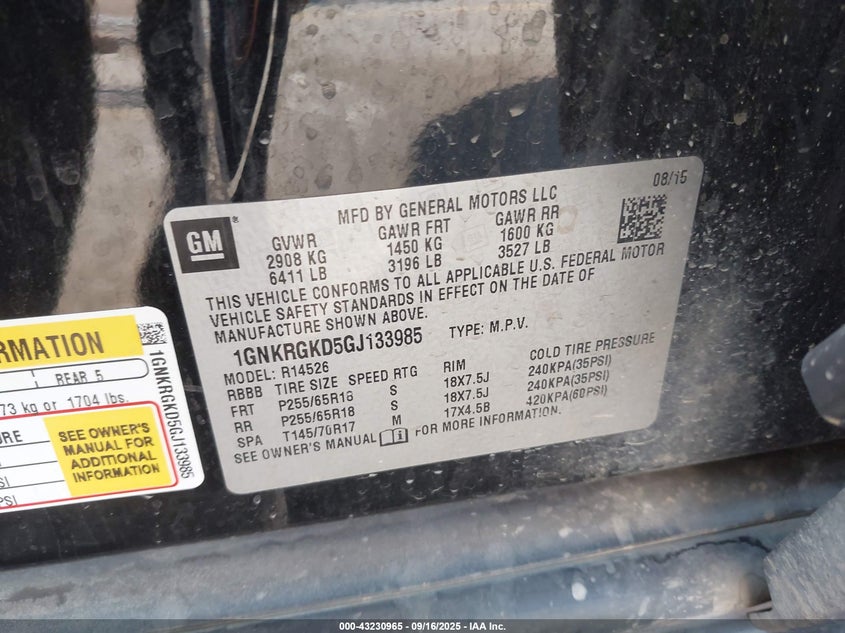 08/15
MFD BY GENERAL MOTORS LLC
GM ®
GVWR GAWR FRT GAWR RR
2908 KG 1450 KG 1600 KG
6411 LB 3196 LB 3527 LB
THIS VEHICLE CONFORMS TO ALL APPLICABLE U.S. FEDERAL MOTOR
VEHICLE SAFETY STANDARDS IN EFFECT ON THE DATE OF
MANUFACTURE SHOWN ABOVE.
1GNKRGKD5GJ133985 TYPE: M.P.V.
MODEL: R14526
RBBB TIRE SIZE SPEED RTG RIM COLD TIRE PRESSURE
FRT P255/65R18 S 18X7.5J 240KPA(35PSI)
RR P255/65R18 S 18X7.5J 240KPA(35PSI)
SPA T145/70R17 M 17X4.5B 420KPA(60PSI)
SEE OWNER'S MANUAL i FOR MORE INFORMATION.
RMATION
REAR 5
73 kg or 1704 lbs.
URE
SEE OWNER'S
MANUAL FOR
ADDITIONAL
INFORMATION
SI
PSI
1GNKRGKD5GJ133985
000-43230965 - 09/16/2025 - IAA Inc.